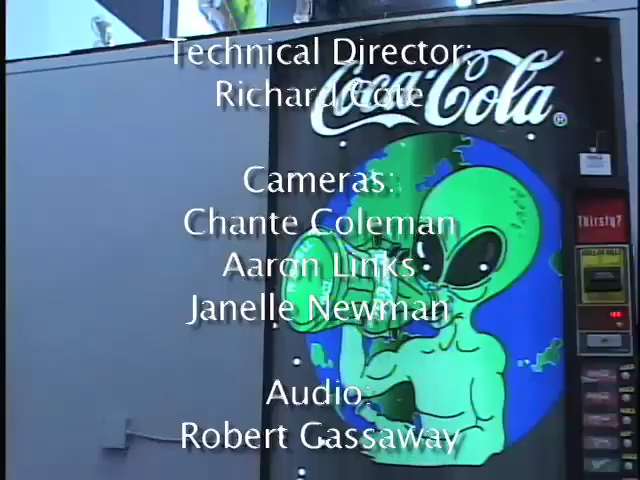 Technical Director:
Richard Cote
Coca-Cola®
Cameras:
Chante Coleman
Thirsty?
Aaron Links
Janelle Newman
Audio:
Robert Gassaway